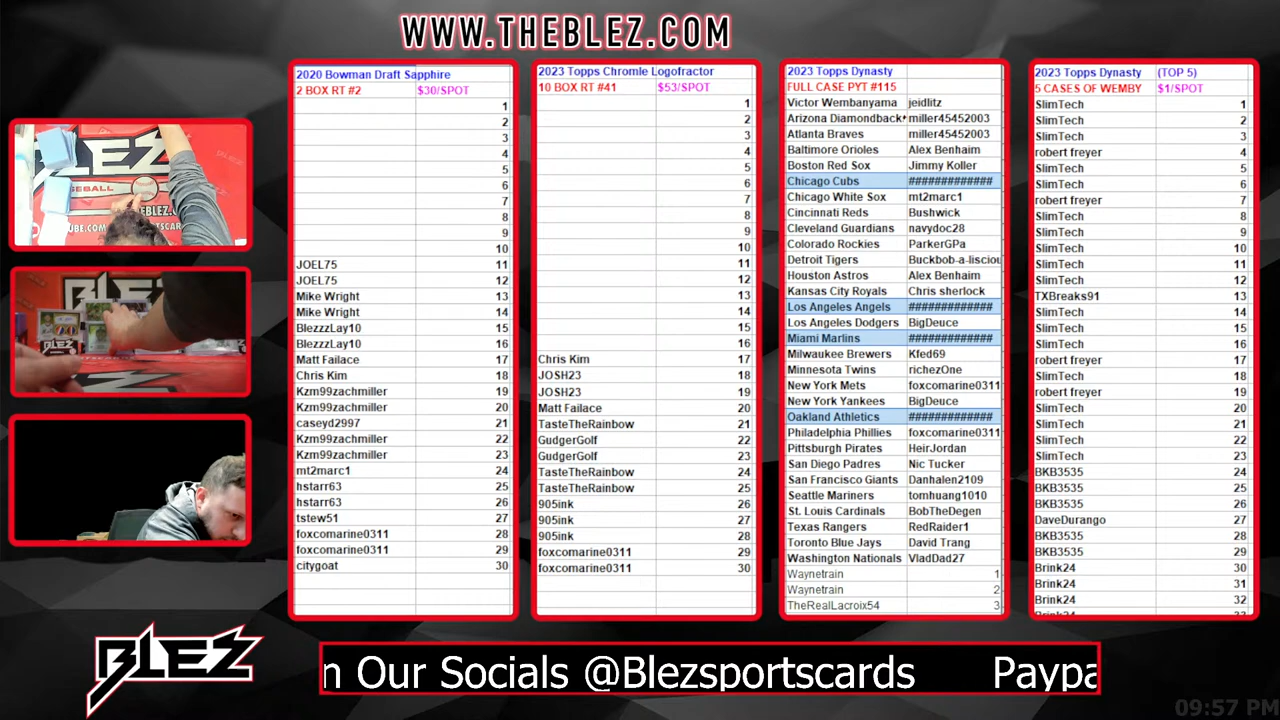 WWW.THEBLEZ.COM
2020 Bowman Draft Sapphire
2 BOX RT #2 $30/SPOT
1
2
3
4
5
6
7
8
9
10
JOEL75 11
JOEL75 12
Mike Wright 13
Mike Wright 14
BlezzzLay10 15
BlezzzLay10 16
Matt Failace 17
Chris Kim 18
Kzm99zachmiller 19
Kzm99zachmiller 20
caseyd2997 21
Kzm99zachmiller 22
Kzm99zachmiller 23
mt2marc1 24
hstarr63 25
hstarr63 26
tstew51 27
foxcomarine0311 28
foxcomarine0311 29
citygoat 30
2023 Topps Chromle Logofractor
10 BOX RT #41 $53/SPOT
1
2
3
4
5
6
7
8
9
10
11
12
13
14
15
16
Chris Kim 17
JOSH23 18
JOSH23 19
Matt Failace 20
TasteTheRainbow 21
GudgerGolf 22
GudgerGolf 23
TasteTheRainbow 24
TasteTheRainbow 25
905ink 26
905ink 27
905ink 28
foxcomarine0311 29
foxcomarine0311 30
2023 Topps Dynasty
FULL CASE PYT #115
Victor Wembanyama jeidlitz
Arizona Diamondback miller45452003
Atlanta Braves miller45452003
Baltimore Orioles Alex Benhaim
Boston Red Sox Jimmy Koller
Chicago Cubs #############
Chicago White Sox mt2marc1
Cincinnati Reds Bushwick
Cleveland Guardians navydoc28
Colorado Rockies ParkerGPa
Detroit Tigers Buckbob-a-lisciou
Houston Astros Alex Benhaim
Kansas City Royals Chris sherlock
Los Angeles Angels #############
Los Angeles Dodgers BigDeuce
Miami Marlins #############
Milwaukee Brewers Kfed69
Minnesota Twins richezOne
New York Mets foxcomarine0311
New York Yankees BigDeuce
Oakland Athletics #############
Philadelphia Phillies foxcomarine0311
Pittsburgh Pirates HeirJordan
San Diego Padres Nic Tucker
San Francisco Giants Danhalen2109
Seattle Mariners tomhuang1010
St. Louis Cardinals BobTheDegen
Texas Rangers RedRaider1
Toronto Blue Jays David Trang
Washington Nationals VladDad27
Waynetrain 1
Waynetrain 2
TheRealLacroix54 3
2023 Topps Dynasty (TOP 5)
5 CASES OF WEMBY $1/SPOT
SlimTech 1
SlimTech 2
SlimTech 3
robert freyer 4
SlimTech 5
SlimTech 6
robert freyer 7
SlimTech 8
SlimTech 9
SlimTech 10
SlimTech 11
SlimTech 12
TXBreaks91 13
SlimTech 14
SlimTech 15
SlimTech 16
robert freyer 17
SlimTech 18
robert freyer 19
SlimTech 20
SlimTech 21
SlimTech 22
SlimTech 23
BKB3535 24
BKB3535 25
BKB3535 26
DaveDurango 27
BKB3535 28
BKB3535 29
Brink24 30
Brink24 31
Brink24 32
Brink24 33
BLEZ
BASEBALL
BLEZ
BLEZ
n Our Socials @Blezsportscards Paypa
09:57 PM